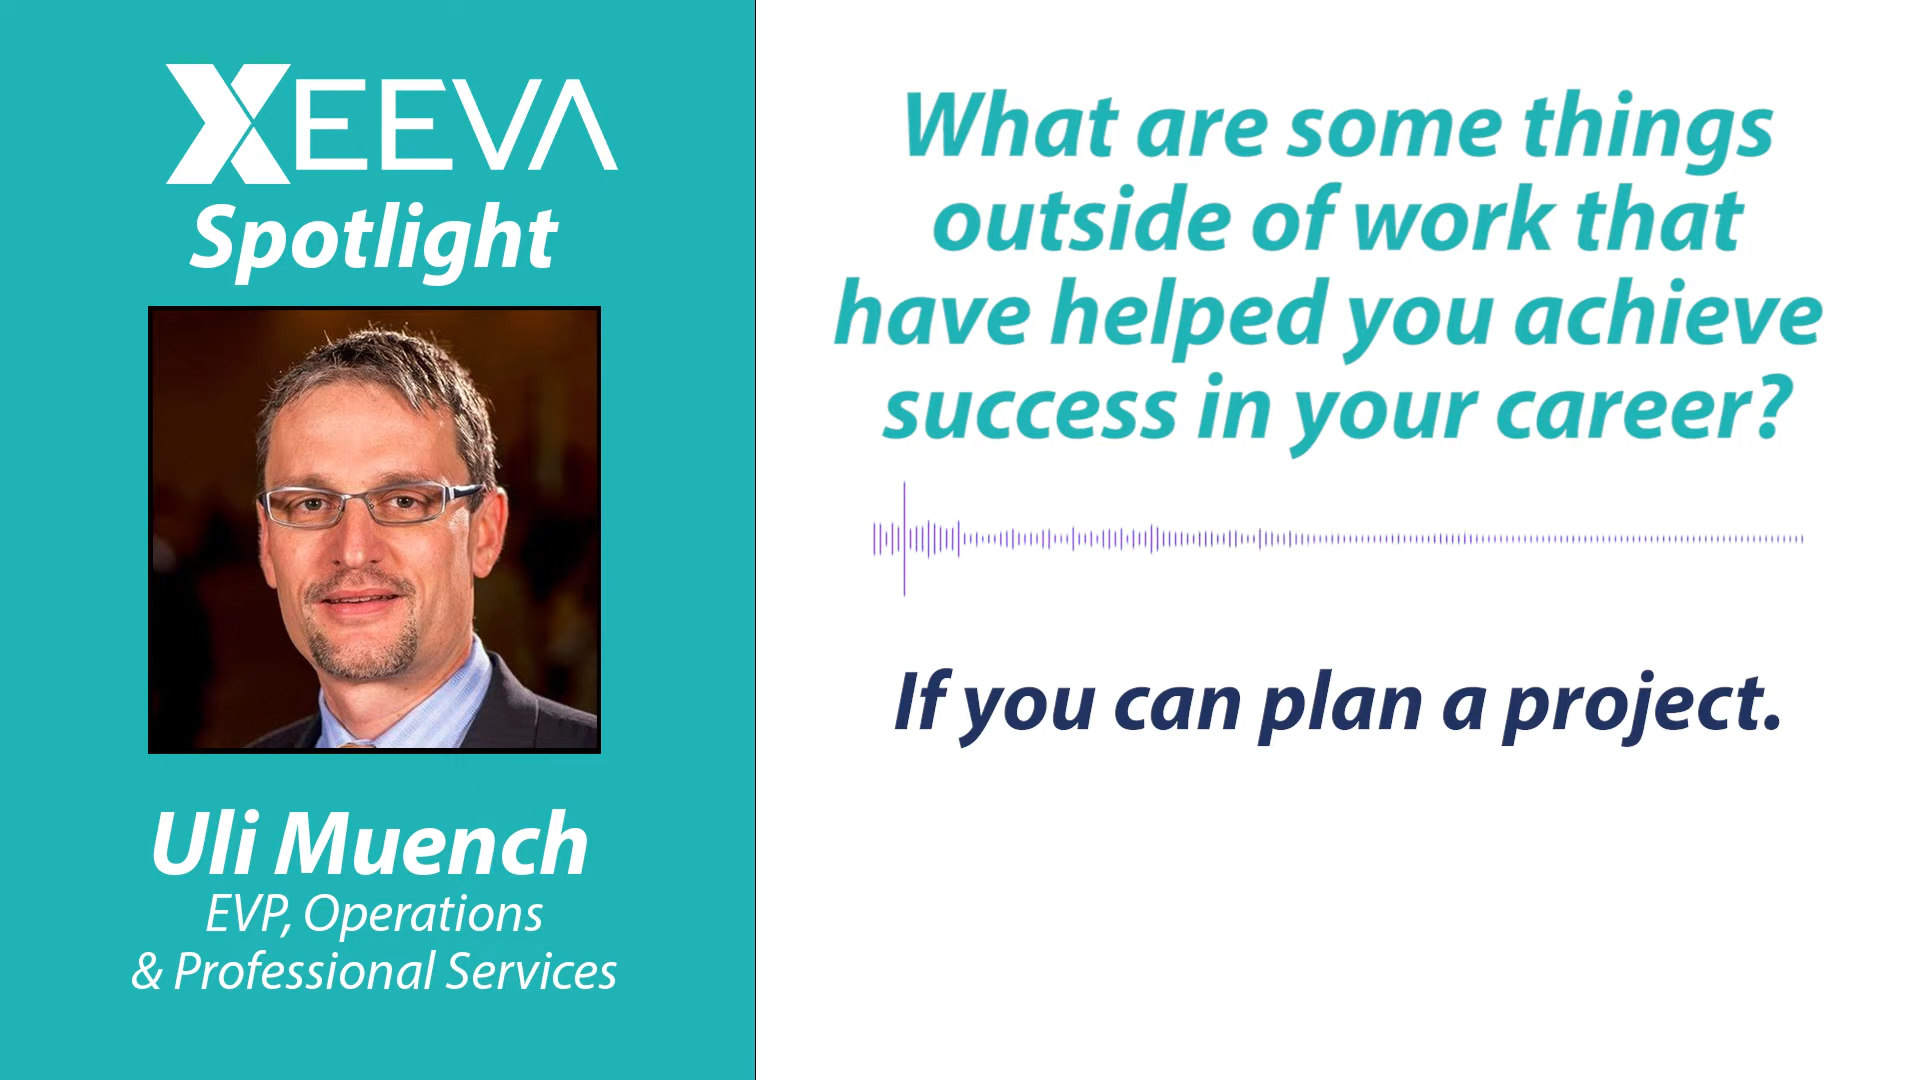 XEEVA
Spotlight
Uli Muench
EVP, Operations
& Professional Services
What are some things
outside of work that
have helped you achieve
success in your career?
If you can plan a project.